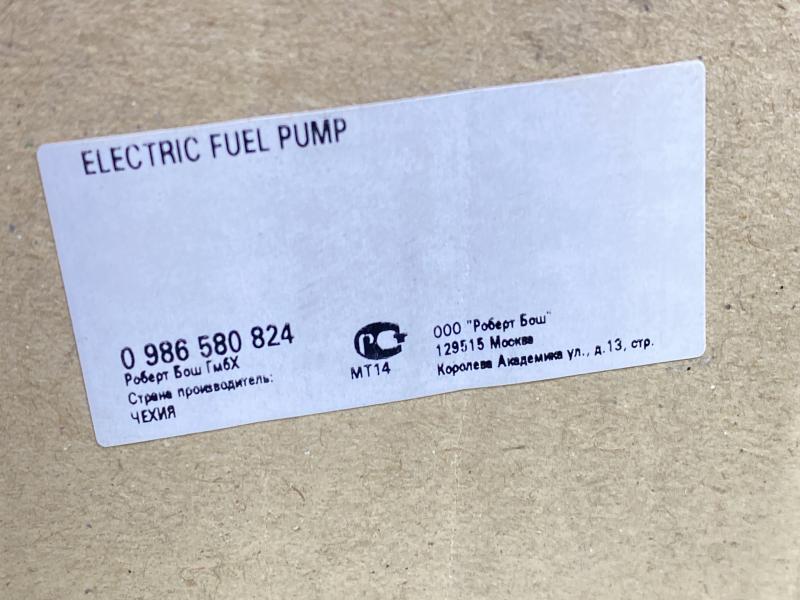 ELECTRIC FUEL PUMP
0 986 580 824
Роберт Бош ГмбХ
Страна производитель:
ЧЕХИЯ
РСТ
МТ14
ООО "Роберт Бош"
129515 Москва
Королева Академика ул., д.13, стр.